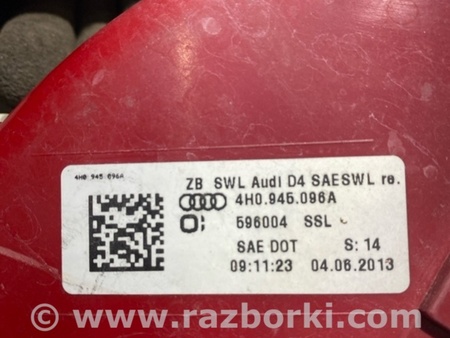 4H0 945 096A
ZB SWL Audi D4 SAESWL re.
4H0.945.096A
596004 SSL
SAE DOT S: 14
09:11:23 04.06.2013
© www.razborki.com